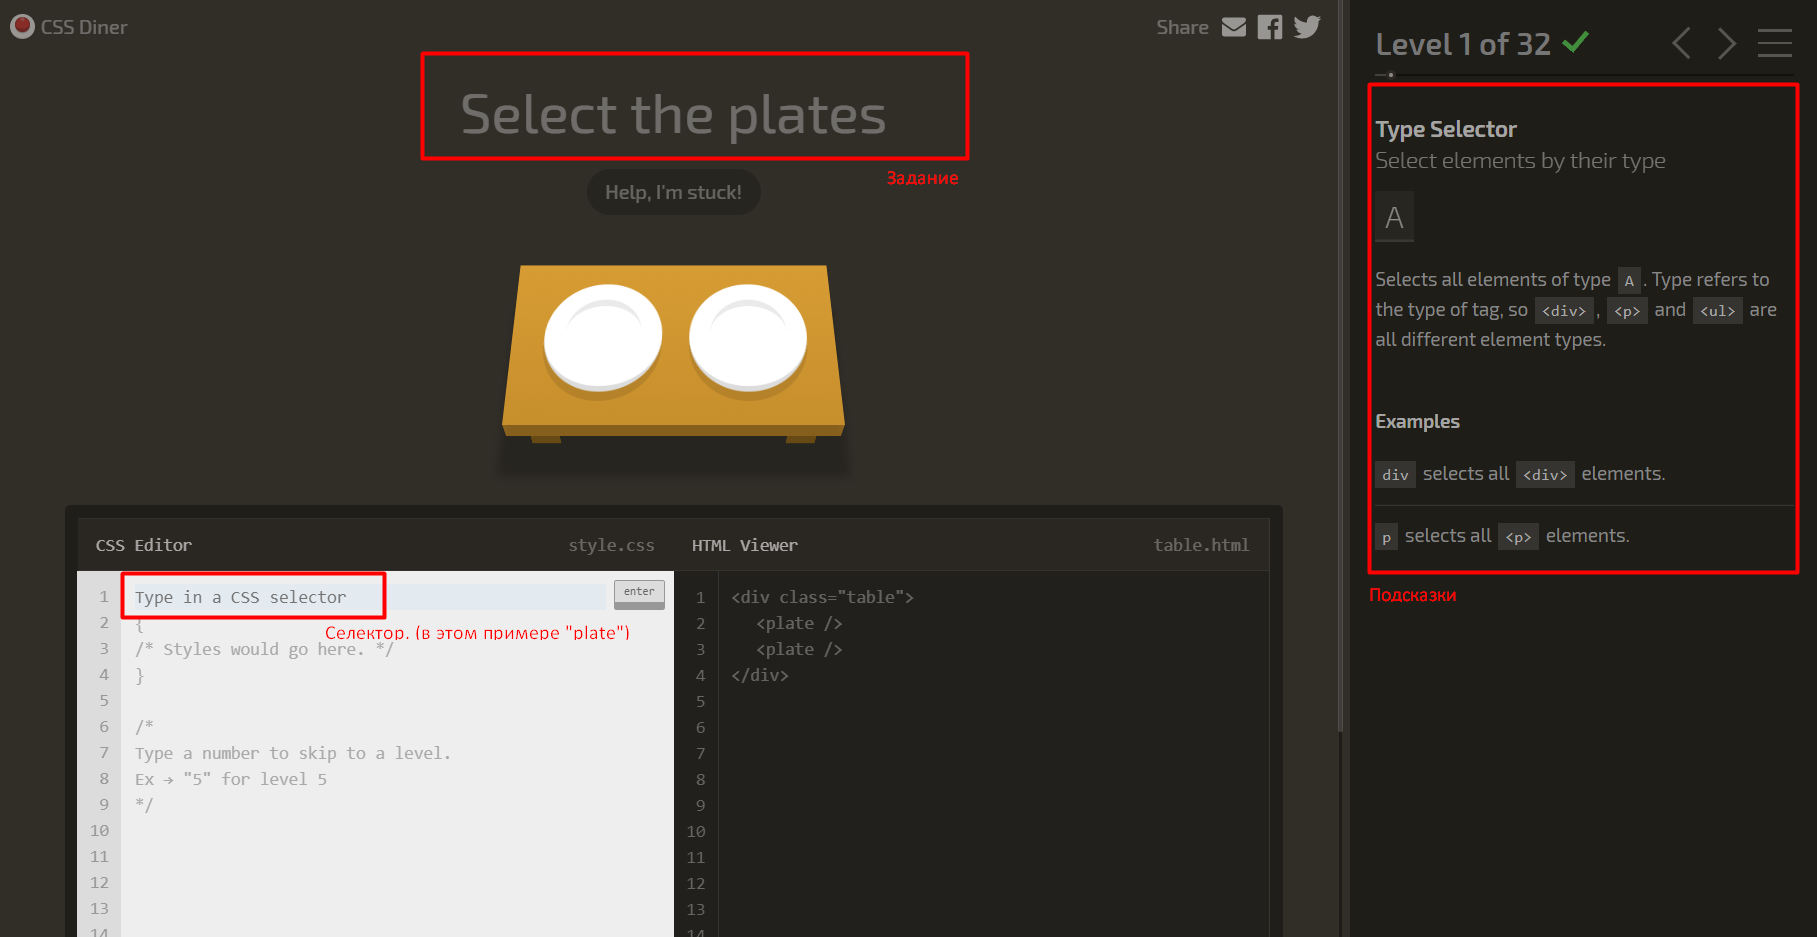 CSS Diner
Share
Select the plates
Задание
Help, I'm stuck!
CSS Editor style.css
1 Type in a CSS selector enter
2 {
Селектор. (в этом примере "plate")
3 /* Styles would go here. */
4 }
5
6 /*
7 Type a number to skip to a level.
8 Ex → "5" for level 5
9 */
10
11
12
13
14
HTML Viewer table.html
1 <div class="table">
2 <plate />
3 <plate />
4 </div>
5
6
7
8
9
10
11
12
13
14
Level 1 of 32
Type Selector
Select elements by their type
A
Selects all elements of type A. Type refers to
the type of tag, so <div>, <p> and <ul> are
all different element types.
Examples
div selects all <div> elements.
p selects all <p> elements.
Подсказки